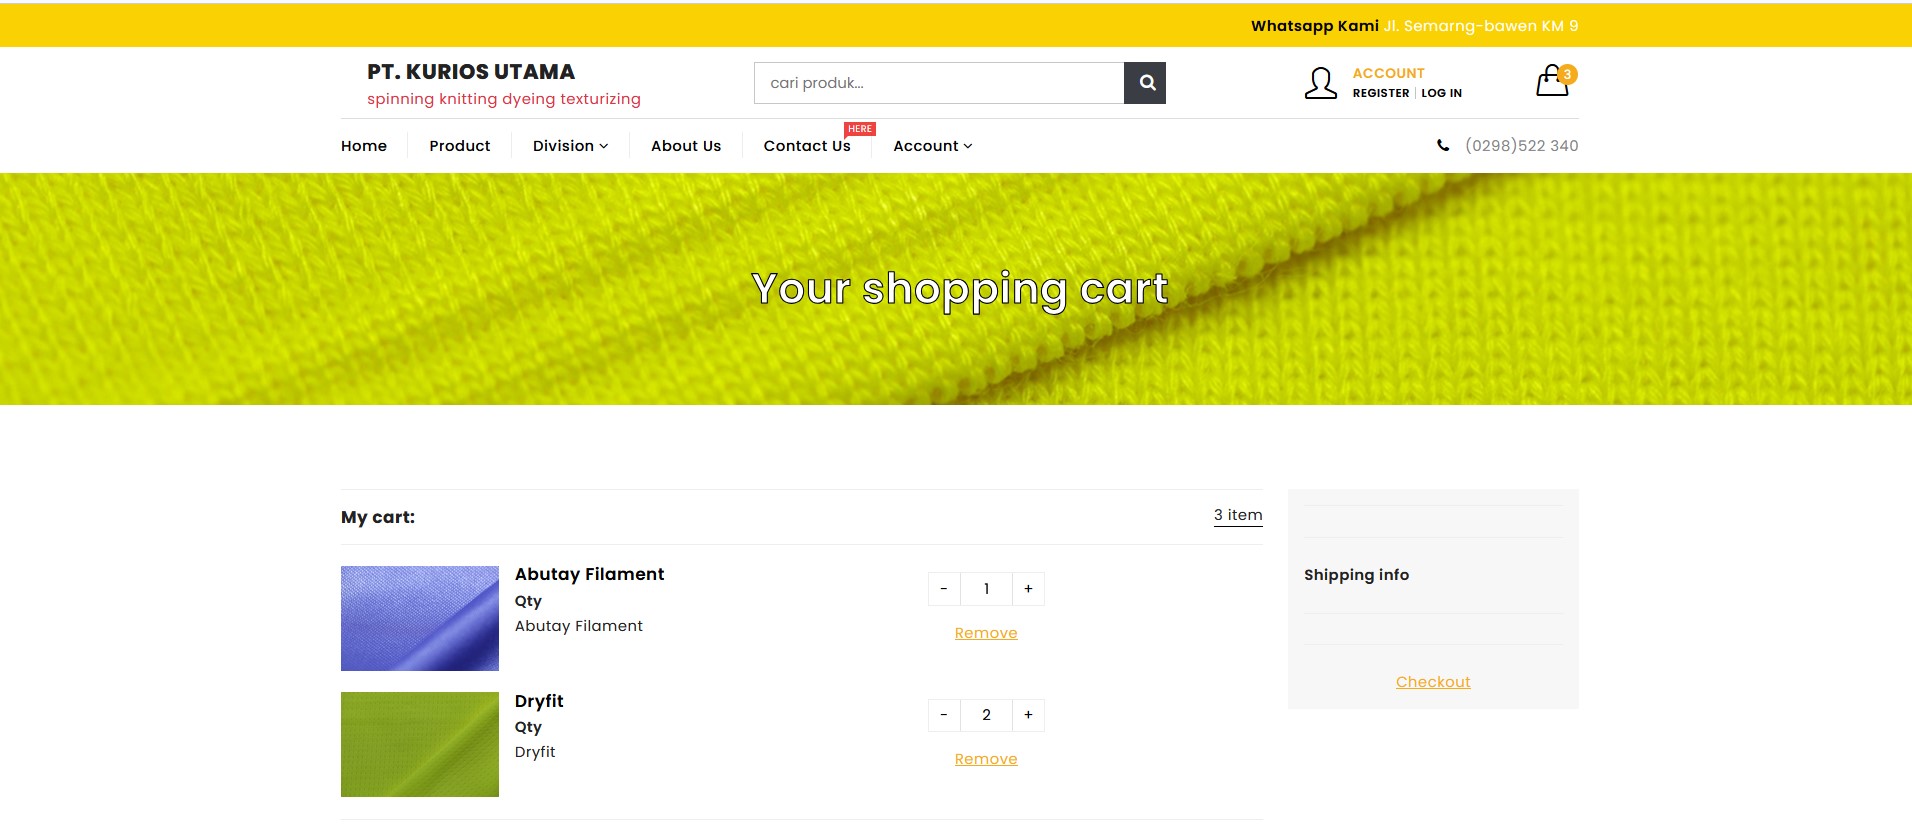 Whatsapp Kami Jl. Semarng-bawen KM 9
PT. KURIOS UTAMA
spinning knitting dyeing texturizing
cari produk...
ACCOUNT
REGISTER LOG IN
3
HERE
Home Product Division About Us Contact Us Account (0298)522 340
Your shopping cart
My cart: 3 item
Abutay Filament
Qty
Abutay Filament
- 1 +
Remove
Dryfit
Qty
Dryfit
- 2 +
Remove
Shipping info
Checkout